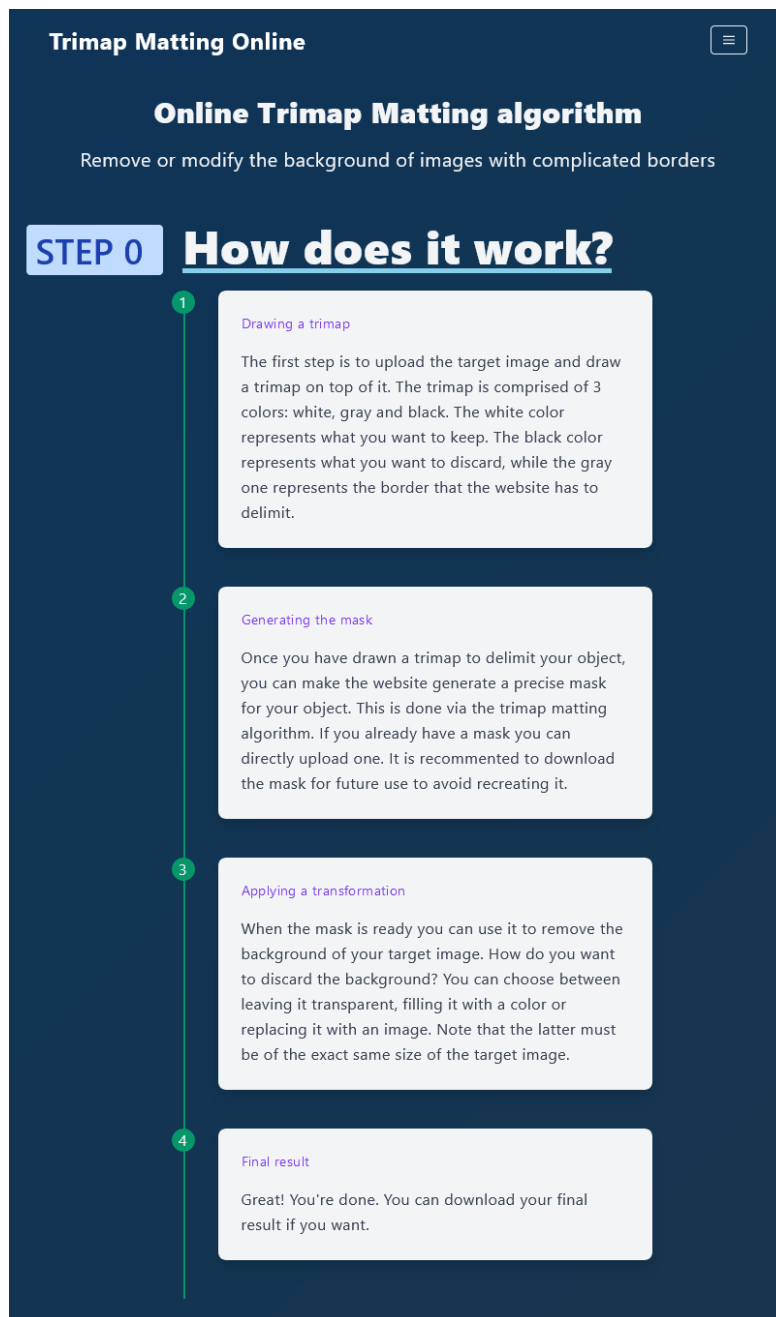 Trimap Matting Online
Online Trimap Matting algorithm
Remove or modify the background of images with complicated borders
STEP 0 How does it work?
1
Drawing a trimap
The first step is to upload the target image and draw
a trimap on top of it. The trimap is comprised of 3
colors: white, gray and black. The white color
represents what you want to keep. The black color
represents what you want to discard, while the gray
one represents the border that the website has to
delimit.
2
Generating the mask
Once you have drawn a trimap to delimit your object,
you can make the website generate a precise mask
for your object. This is done via the trimap matting
algorithm. If you already have a mask you can
directly upload one. It is recommented to download
the mask for future use to avoid recreating it.
3
Applying a transformation
When the mask is ready you can use it to remove the
background of your target image. How do you want
to discard the background? You can choose between
leaving it transparent, filling it with a color or
replacing it with an image. Note that the latter must
be of the exact same size of the target image.
4
Final result
Great! You're done. You can download your final
result if you want.